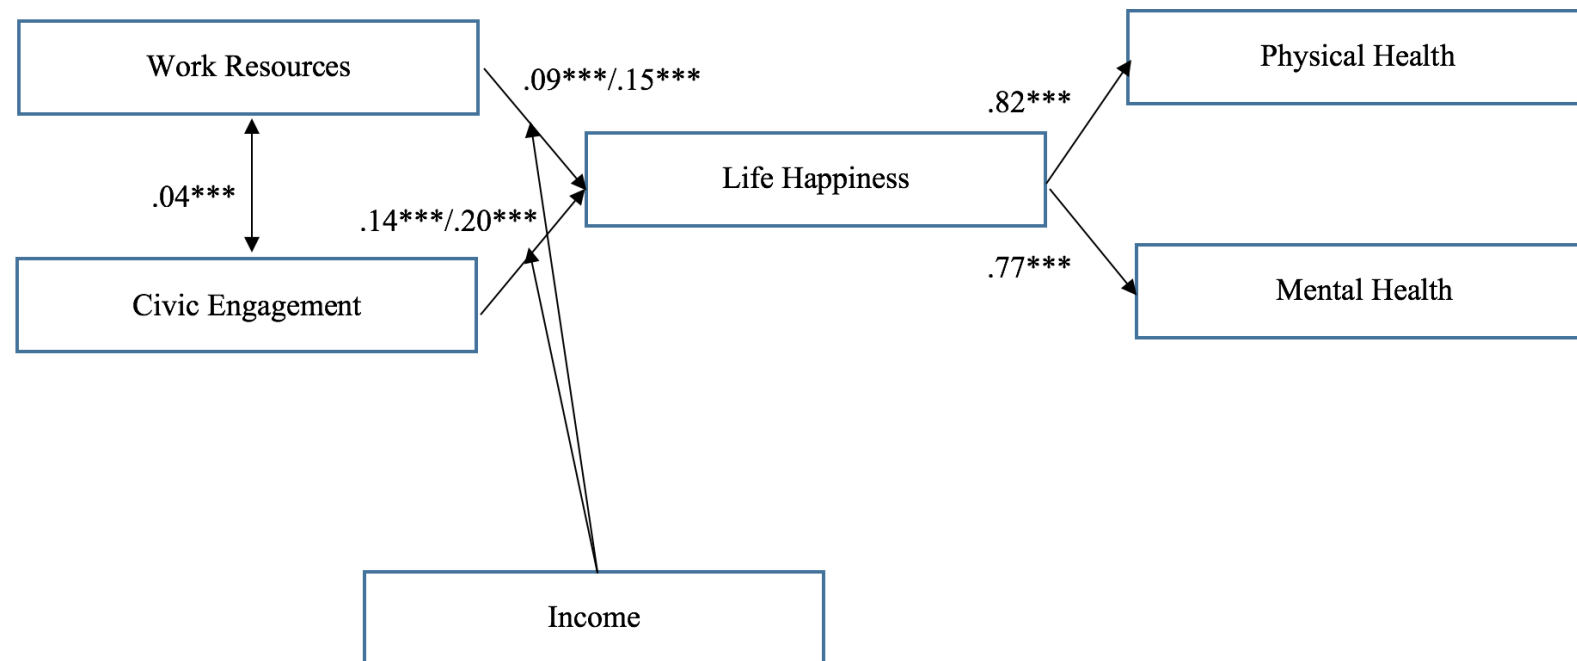 Work Resources
Physical Health
.09***/.15***
.82***
Life Happiness
.04***
.14***/.20***
.77***
Civic Engagement
Mental Health
Income